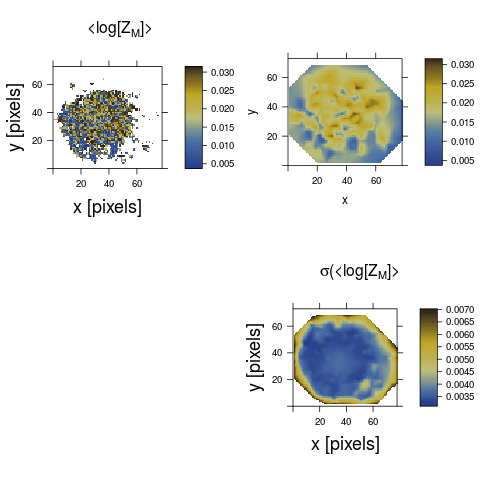 <log[Z_M]>
60
40
20
20 40 60
y [pixels]
x [pixels]
0.030
0.025
0.020
0.015
0.010
0.005
60
40
20
20 40 60
y
x
0.030
0.025
0.020
0.015
0.010
0.005
σ(<log[Z_M]>
60
40
20
20 40 60
y [pixels]
x [pixels]
0.0070
0.0065
0.0060
0.0055
0.0050
0.0045
0.0040
0.0035